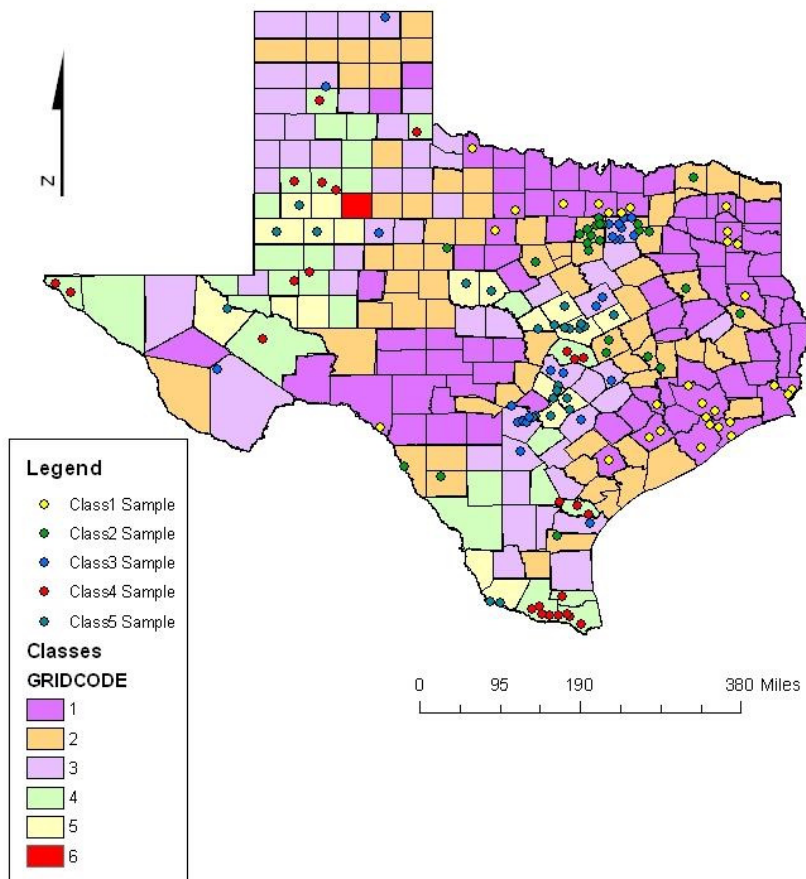 N
Legend
Class1 Sample
Class2 Sample
Class3 Sample
Class4 Sample
Class5 Sample
Classes
GRIDCODE
1
2
3
4
5
6
0 95 190 380 Miles